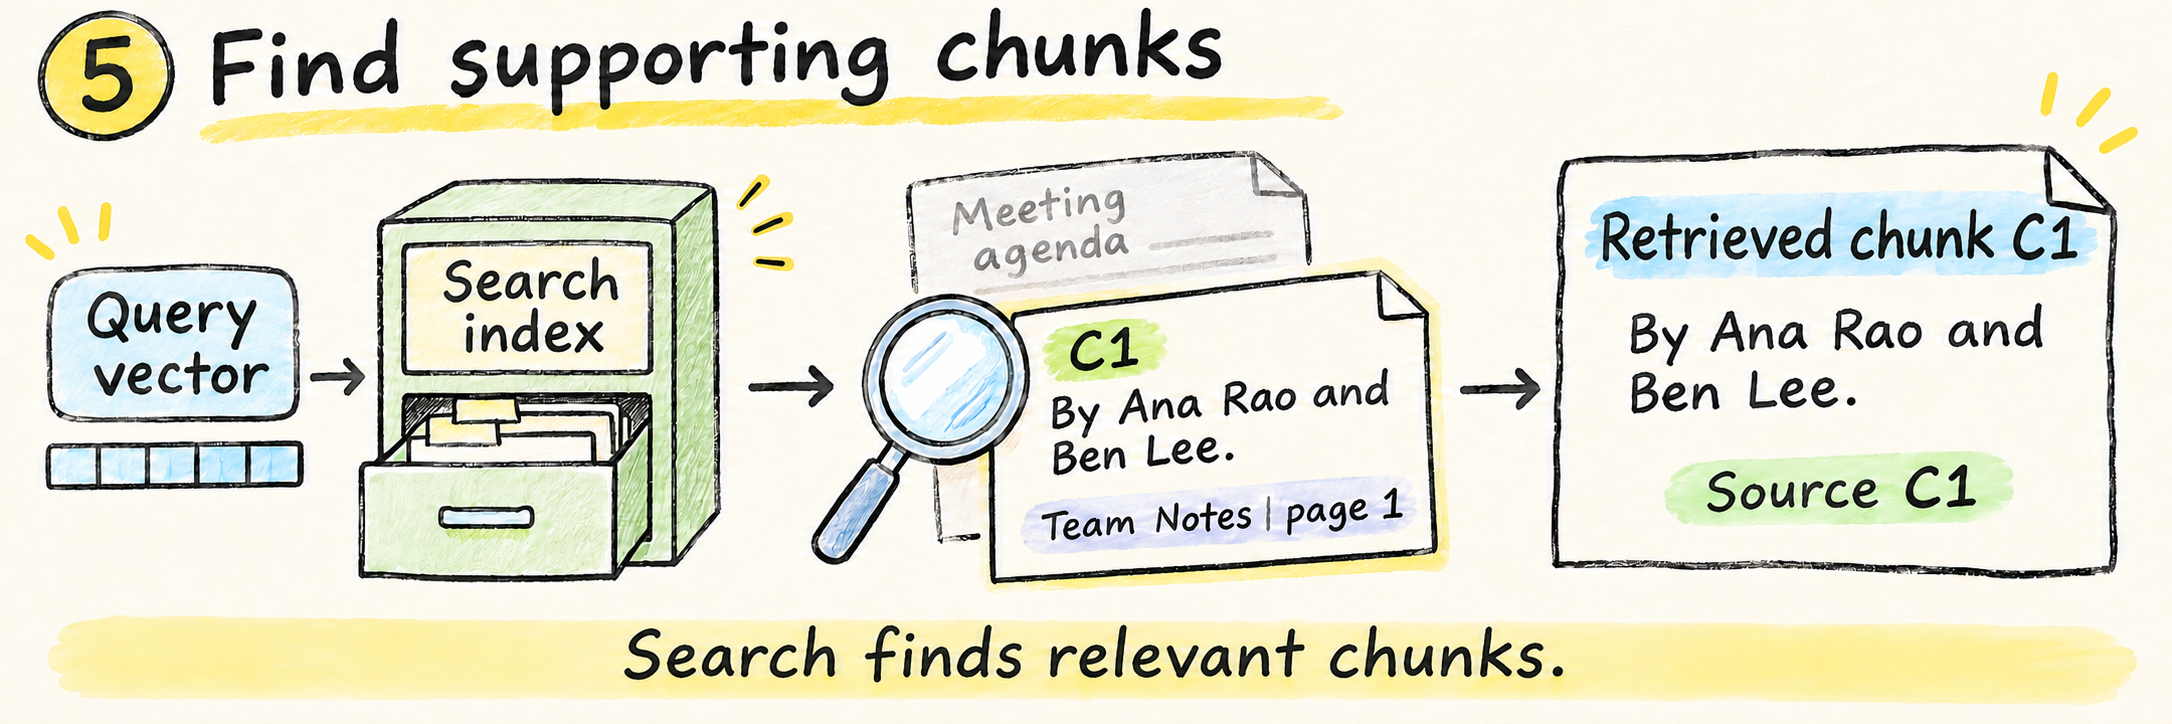 5 Find supporting chunks
Query
vector
Search
index
Meeting
agenda
C1
By Ana Rao and
Ben Lee.
Team Notes | page 1
Retrieved chunk C1
By Ana Rao and
Ben Lee.
Source C1
Search finds relevant chunks.